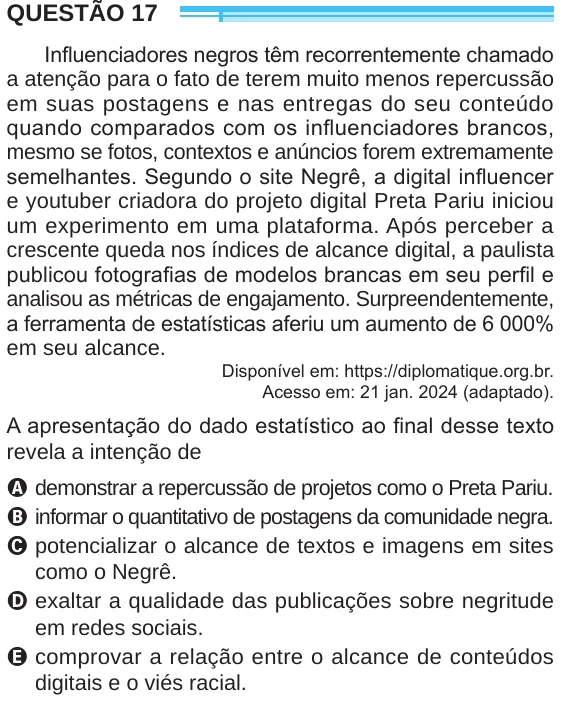 QUESTÃO 17
Influenciadores negros têm recorrentemente chamado
a atenção para o fato de terem muito menos repercussão
em suas postagens e nas entregas do seu conteúdo
quando comparados com os influenciadores brancos,
mesmo se fotos, contextos e anúncios forem extremamente
semelhantes. Segundo o site Negrê, a digital influencer
e youtuber criadora do projeto digital Preta Pariu iniciou
um experimento em uma plataforma. Após perceber a
crescente queda nos índices de alcance digital, a paulista
publicou fotografias de modelos brancas em seu perfil e
analisou as métricas de engajamento. Surpreendentemente,
a ferramenta de estatísticas aferiu um aumento de 6 000%
em seu alcance.
Disponível em: https://diplomatique.org.br.
Acesso em: 21 jan. 2024 (adaptado).
A apresentação do dado estatístico ao final desse texto
revela a intenção de
A demonstrar a repercussão de projetos como o Preta Pariu.
B informar o quantitativo de postagens da comunidade negra.
C potencializar o alcance de textos e imagens em sites
como o Negrê.
D exaltar a qualidade das publicações sobre negritude
em redes sociais.
E comprovar a relação entre o alcance de conteúdos
digitais e o viés racial.